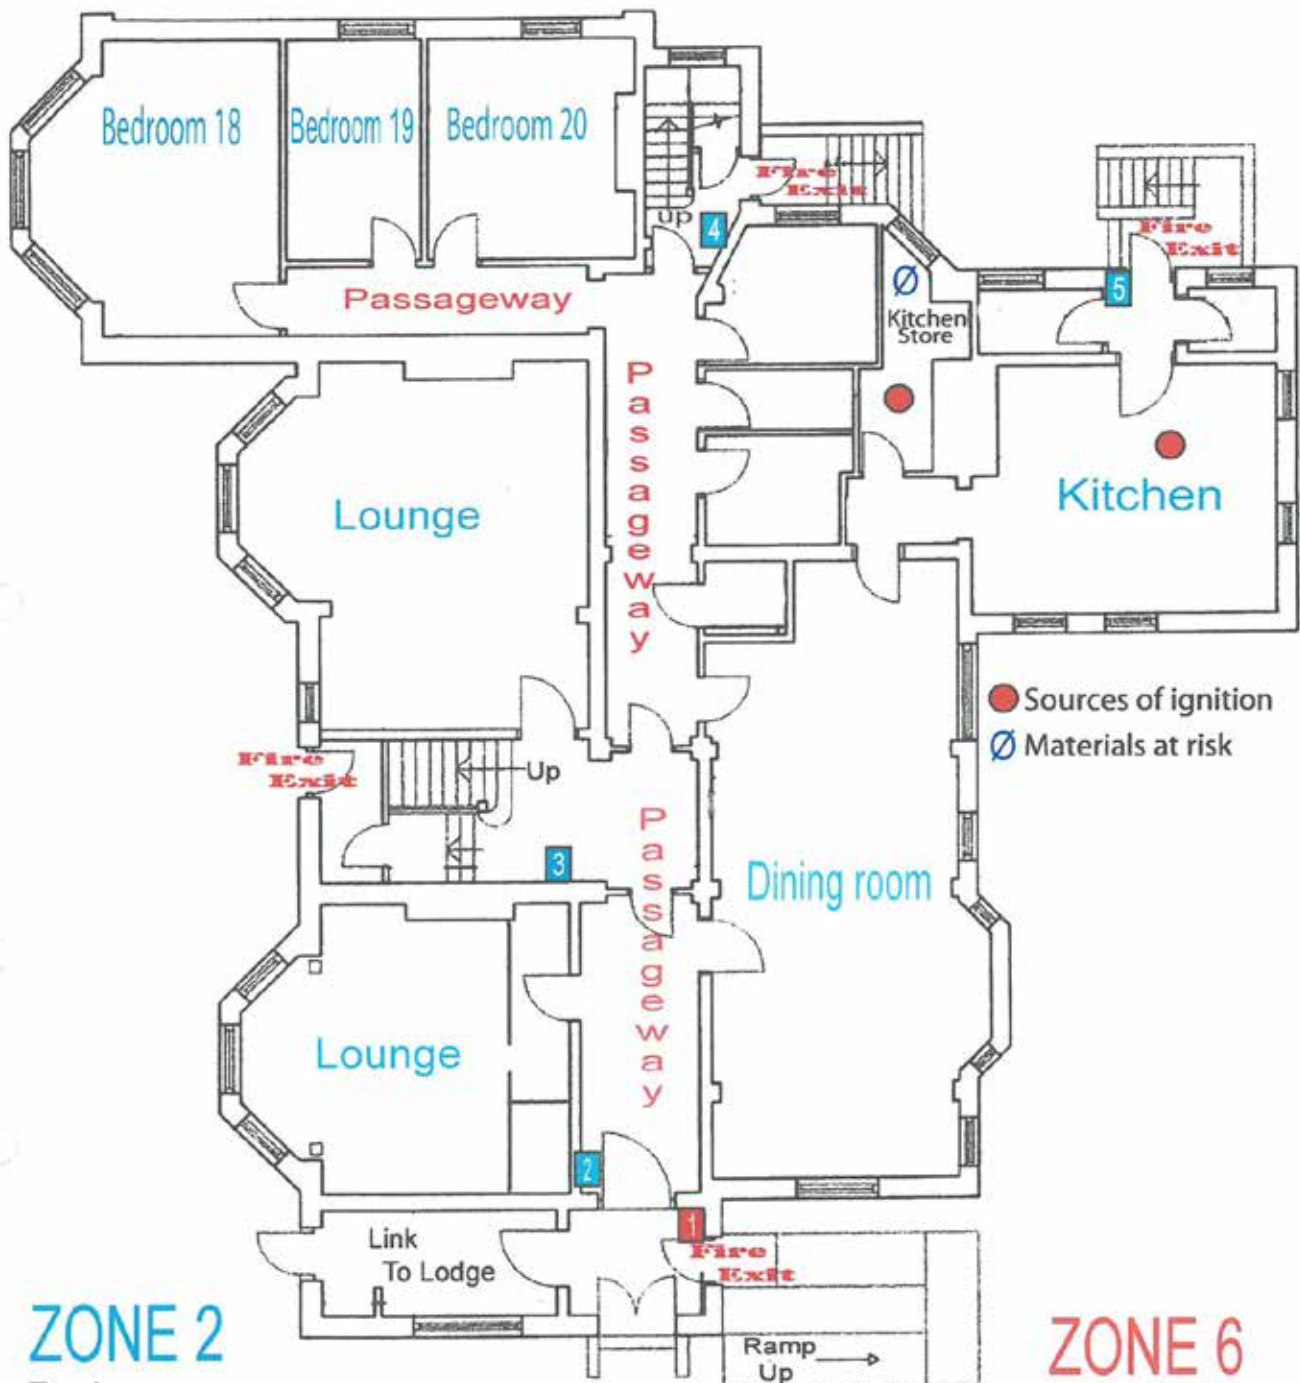 Bedroom 18
Bedroom 19
Bedroom 20
up
4
Fire
Exit
Fire
Exit
5
Passageway
Kitchen
Store
Passageway
Lounge
Kitchen
Sources of ignition
Materials at risk
Fire
Exit
Up
3
Passageway
Dining room
Lounge
2
1
Link
To Lodge
Fire
Exit
ZONE 2
Ramp
Up
ZONE 6